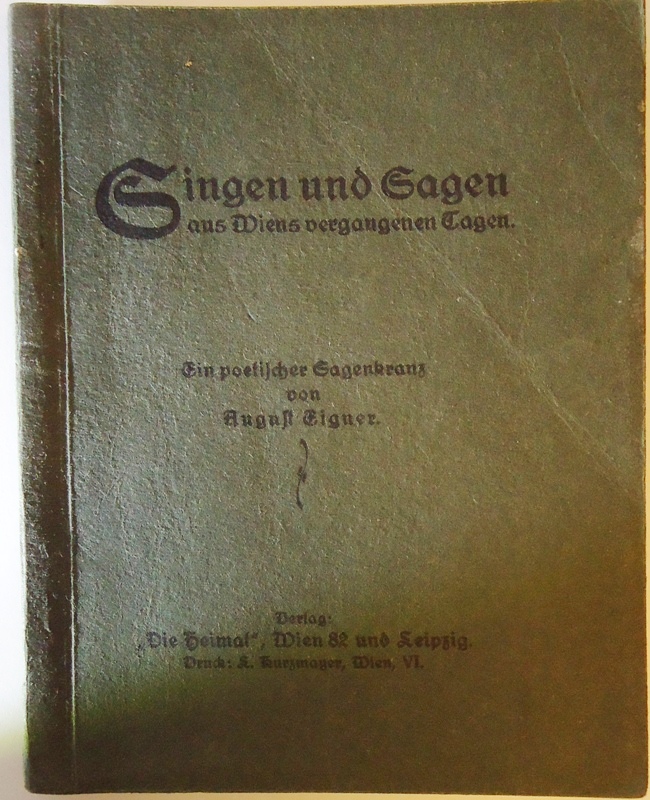 Singen und Sagen
aus Wiens vergangenen Tagen.
Ein poetischer Sagenkranz
von
August Eigner.
Verlag:
„Die Heimat“, Wien 82 und Leipzig.
Druck: K. Kurzmayer, Wien, VI.